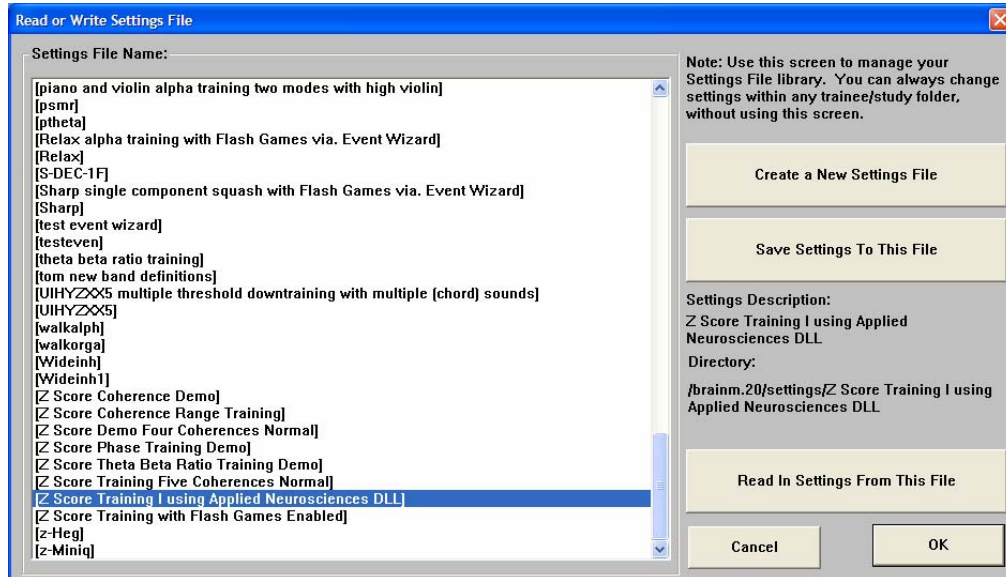 Read or Write Settings File
Settings File Name:
[piano and violin alpha training two modes with high violin]
[psmr]
[ptheta]
[Relax alpha training with Flash Games via. Event Wizard]
[Relax]
[S-DEC-1F]
[Sharp single component squash with Flash Games via. Event Wizard]
[Sharp]
[test event wizard]
[testeven]
[theta beta ratio training]
[tom new band definitions]
[UIHYZXX5 multiple threshold downtraining with multiple (chord) sounds]
[UIHYZXX5]
[walkalph]
[walkorga]
[Wideinh]
[Wideinh1]
[Z Score Coherence Demo]
[Z Score Coherence Range Training]
[Z Score Demo Four Coherences Normal]
[Z Score Phase Training Demo]
[Z Score Theta Beta Ratio Training Demo]
[Z Score Training Five Coherences Normal]
[Z Score Training I using Applied Neurosciences DLL]
[Z Score Training with Flash Games Enabled]
[z-Heg]
[z-Miniq]
Note: Use this screen to manage your
Settings File library. You can always change
settings within any trainee/study folder,
without using this screen.
Create a New Settings File
Save Settings To This File
Settings Description:
Z Score Training I using Applied
Neurosciences DLL
Directory:
/brainm.20/settings/Z Score Training I using
Applied Neurosciences DLL
Read In Settings From This File
Cancel
OK